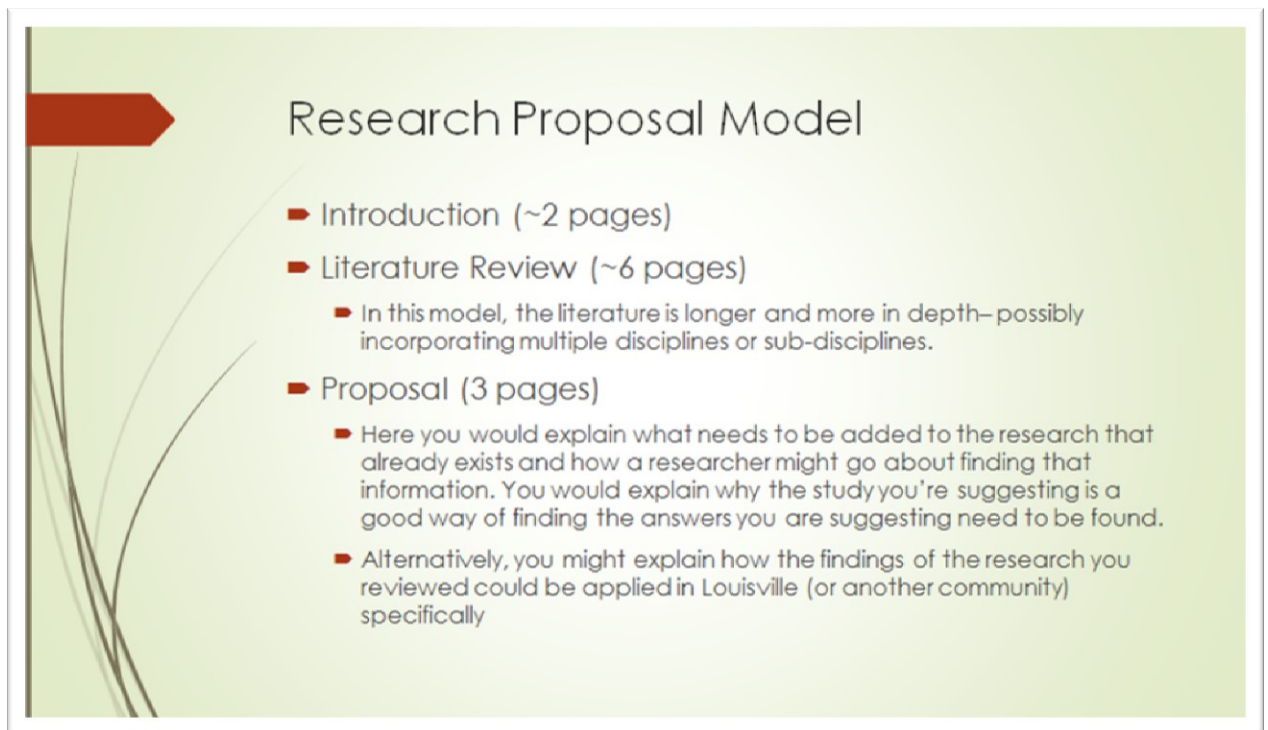 Research Proposal Model
Introduction (~2 pages)
Literature Review (~6 pages)
In this model, the literature is longer and more in depth– possibly
incorporating multiple disciplines or sub-disciplines.
Proposal (3 pages)
Here you would explain what needs to be added to the research that
already exists and how a researcher might go about finding that
information. You would explain why the study you're suggesting is a
good way of finding the answers you are suggesting need to be found.
Alternatively, you might explain how the findings of the research you
reviewed could be applied in Louisville (or another community)
specifically